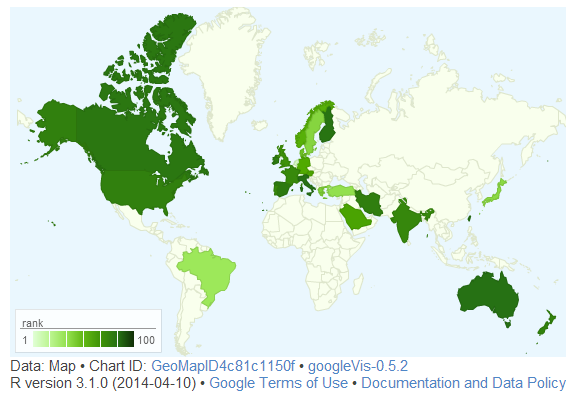 rank
1 100
Data: Map • Chart ID: GeoMapID4c81c1150f • googleVis-0.5.2
R version 3.1.0 (2014-04-10) • Google Terms of Use • Documentation and Data Policy